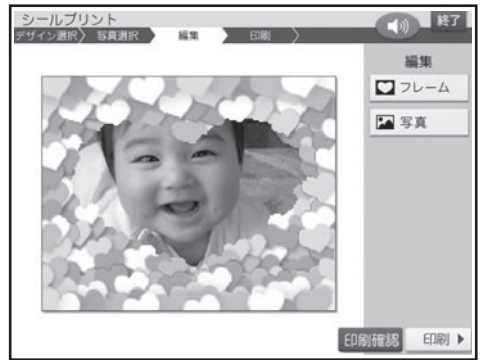 シールプリント
終了
デザイン選択 写真選択 編集 印刷
編集
フレーム
写真
印刷確認 印刷